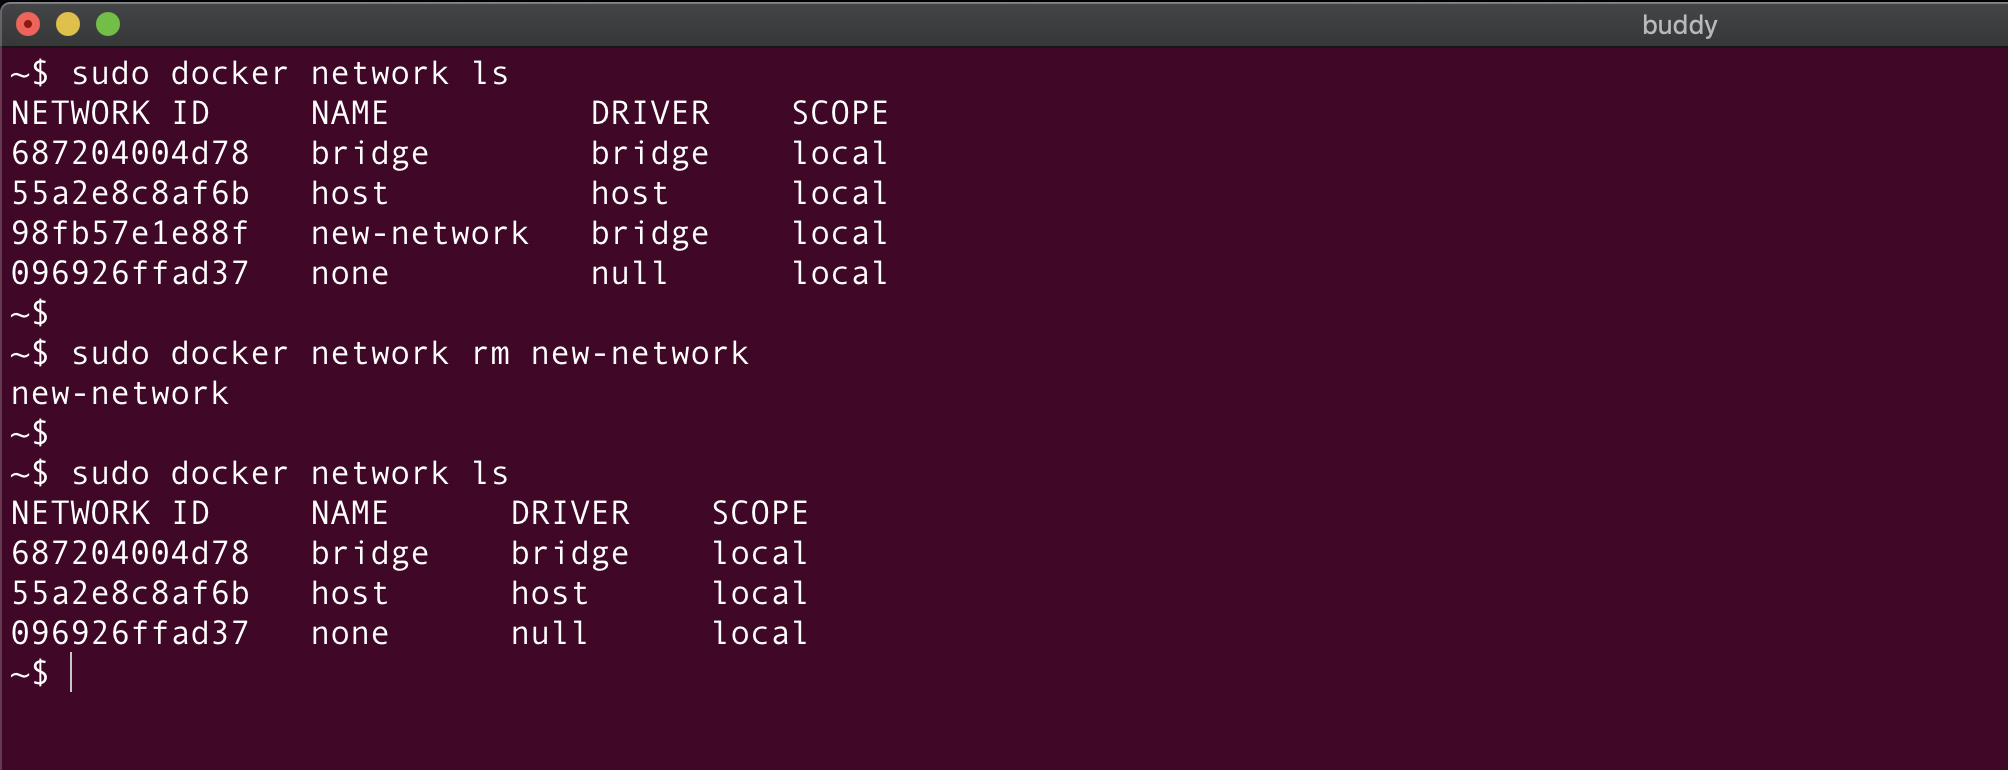 buddy
~$ sudo docker network ls
NETWORK ID     NAME          DRIVER    SCOPE
687204004d78   bridge        bridge    local
55a2e8c8af6b   host          host      local
98fb57e1e88f   new-network   bridge    local
096926ffad37   none          null      local
~$
~$ sudo docker network rm new-network
new-network
~$
~$ sudo docker network ls
NETWORK ID     NAME      DRIVER    SCOPE
687204004d78   bridge    bridge    local
55a2e8c8af6b   host      host      local
096926ffad37   none      null      local
~$